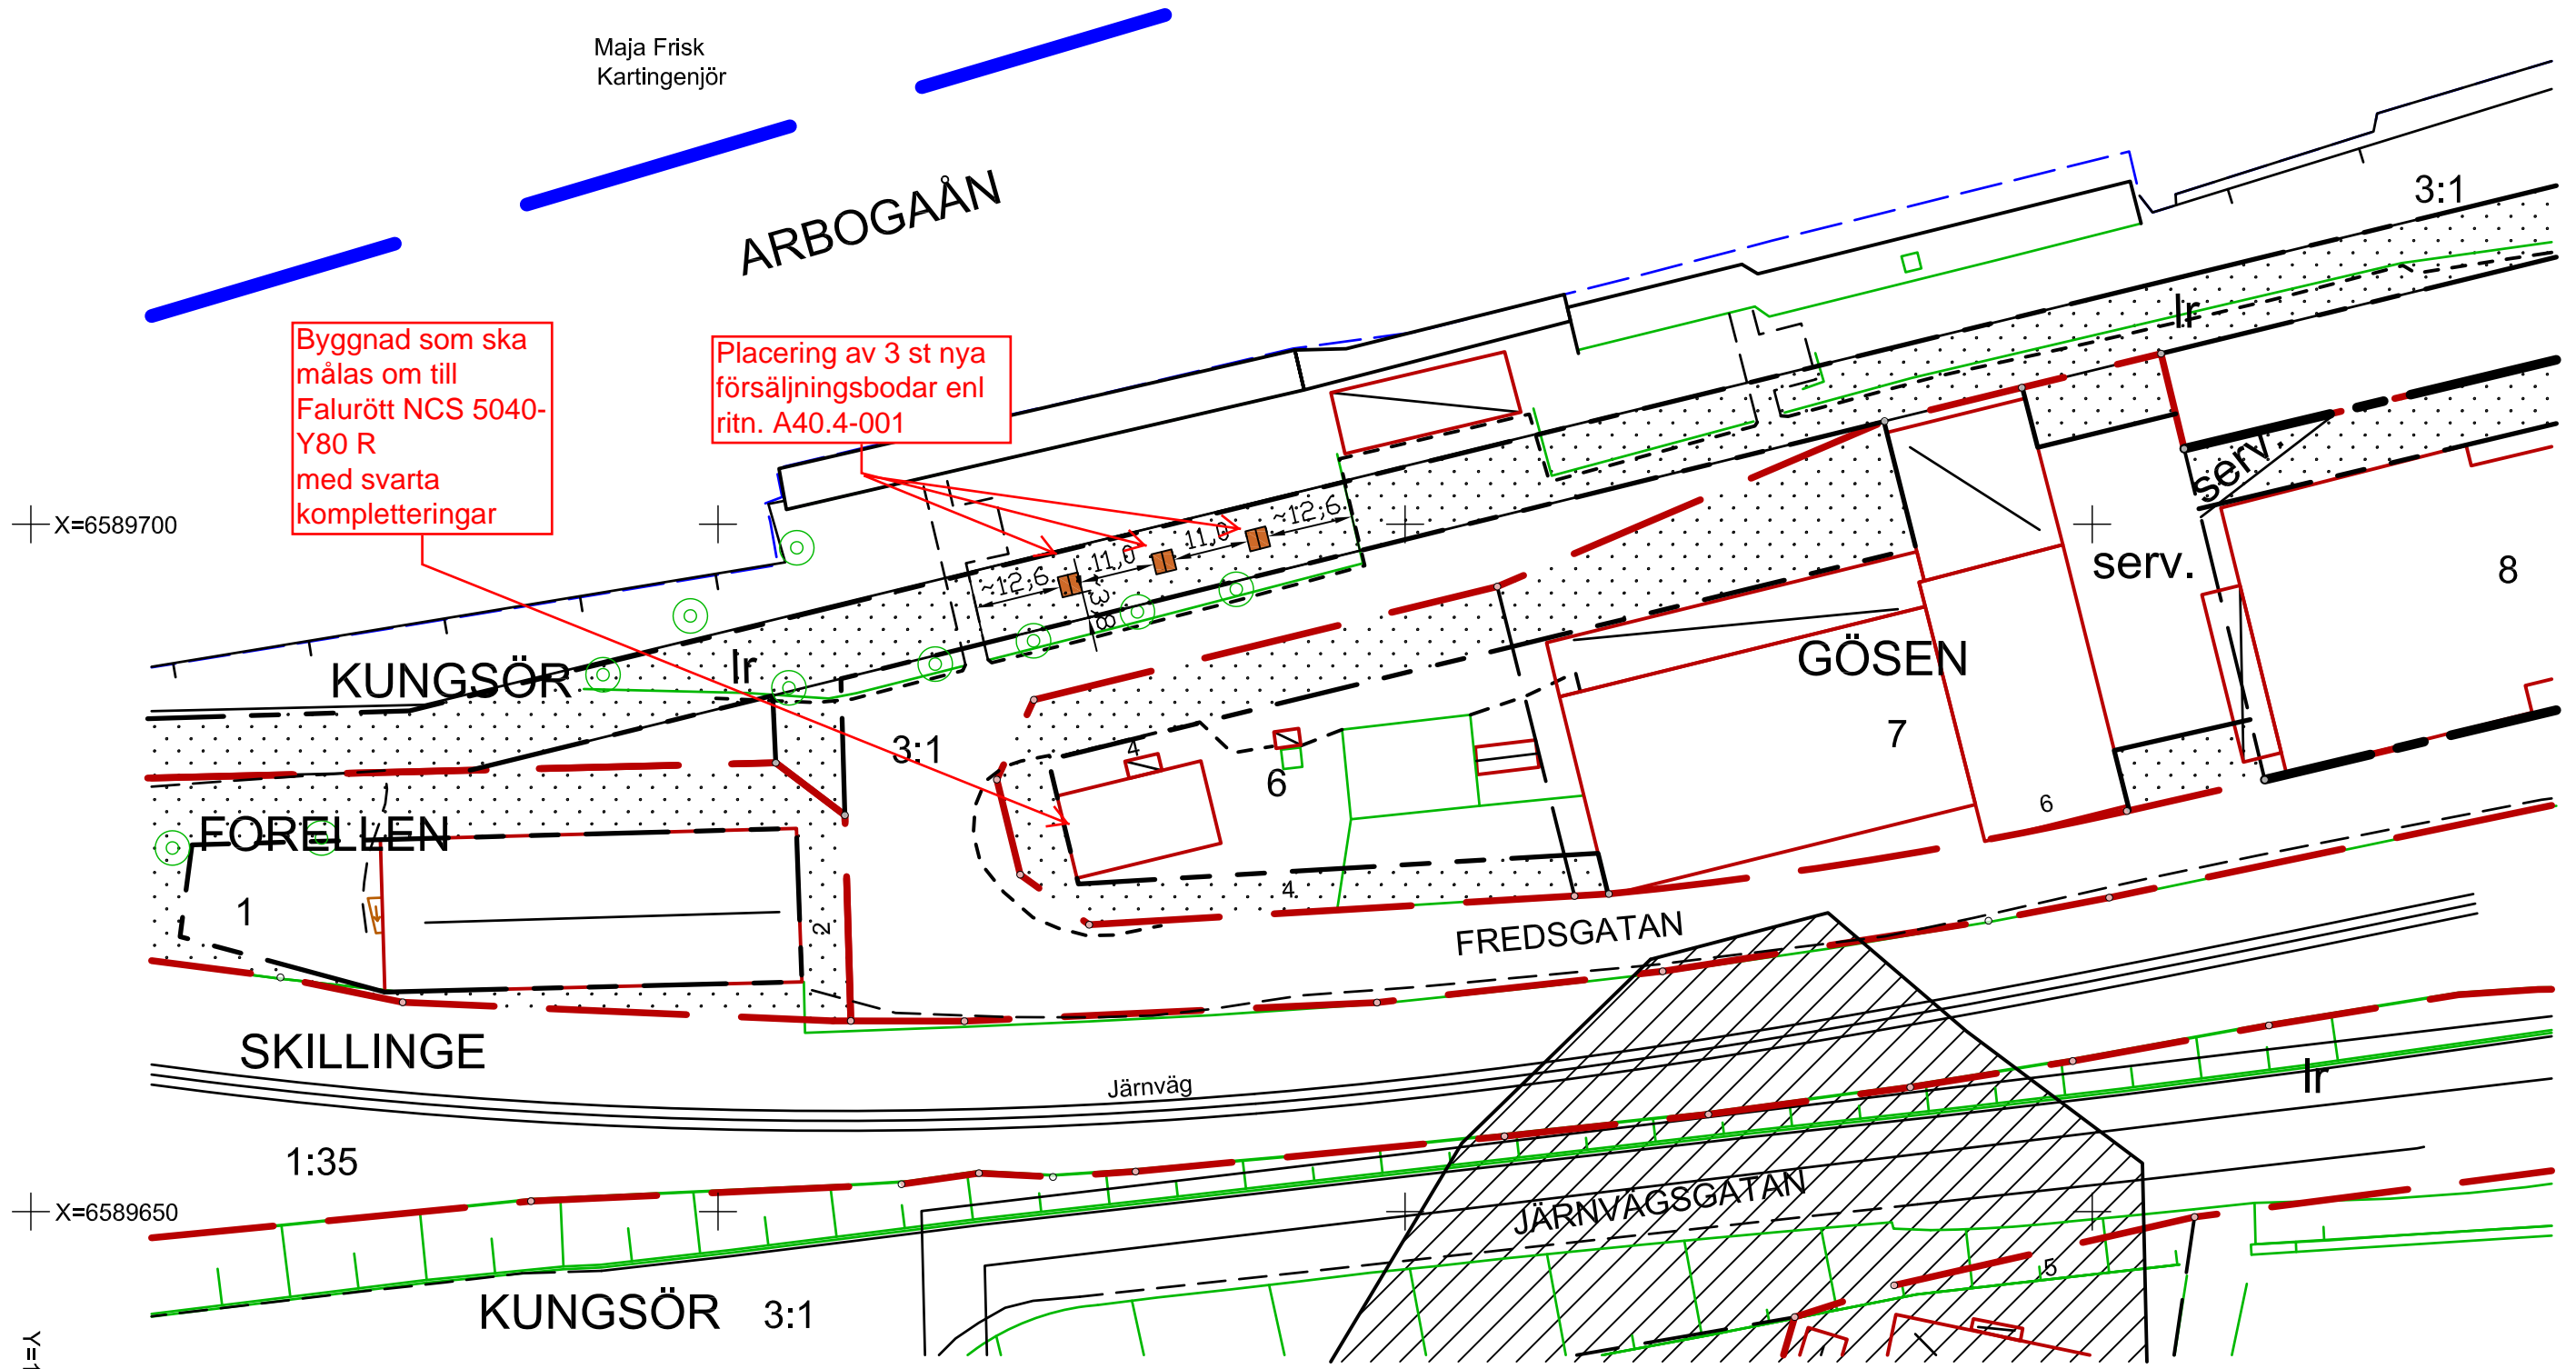 Maja Frisk
Kartingenjör
ARBOGAÅN
3:1
lr
Byggnad som ska
målas om till
Falurött NCS 5040-
Y80 R
med svarta
kompletteringar
Placering av 3 st nya
försäljningsbodar enl
ritn. A40.4-001
X=6589700
~12,6
11,0
11,0
~12,6
3,8
serv.
serv.
8
KUNGSÖR
lr
GÖSEN
7
3:1
4
6
6
FORELLEN
1
2
4
FREDSGATAN
SKILLINGE
Järnväg
lr
1:35
X=6589650
JÄRNVÄGSGATAN
5
KUNGSÖR 3:1